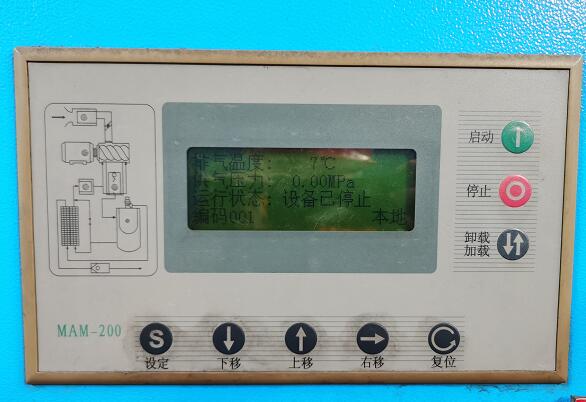 排气温度： 7℃
供气压力： 0.00MPa
运行状态：设备已停止
编码001 本地
启动
停止
卸载
加载
MAM-200
S
设定
下移
上移
右移
复位